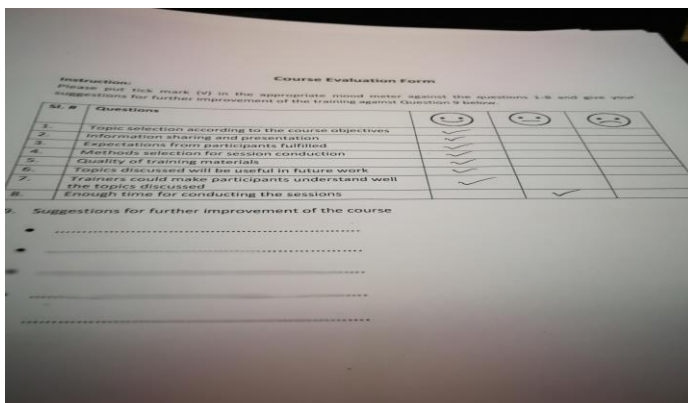 Course Evaluation Form
Instruction:
Please put tick mark (√) in the appropriate mood meter against the questions 1-8 and give your
suggestions for further improvement of the training against Question 9 below.
Sl. # Questions
1. Topic selection according to the course objectives
2. Information sharing and presentation
3. Expectations from participants fulfilled
4. Methods selection for session conduction
5. Quality of training materials
6. Topics discussed will be useful in future work
7. Trainers could make participants understand well
the topics discussed
8. Enough time for conducting the sessions
9. Suggestions for further improvement of the course